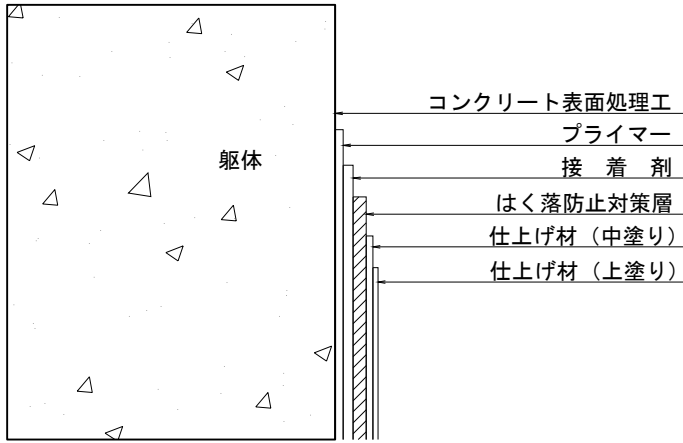 コンクリート表面処理工
プライマー
躯体
接 着 剤
はく落防止対策層
仕上げ材（中塗り）
仕上げ材（上塗り）